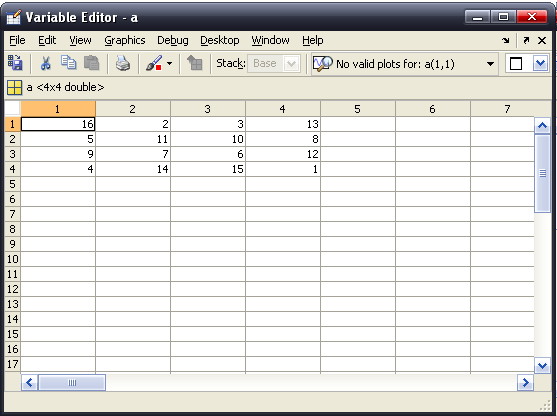 Variable Editor - a
File Edit View Graphics Debug Desktop Window Help
Stack: Base No valid plots for: a(1,1)
a <4x4 double>
1 2 3 4 5 6 7
1 16 2 3 13
2 5 11 10 8
3 9 7 6 12
4 4 14 15 1
5
6
7
8
9
10
11
12
13
14
15
16
17